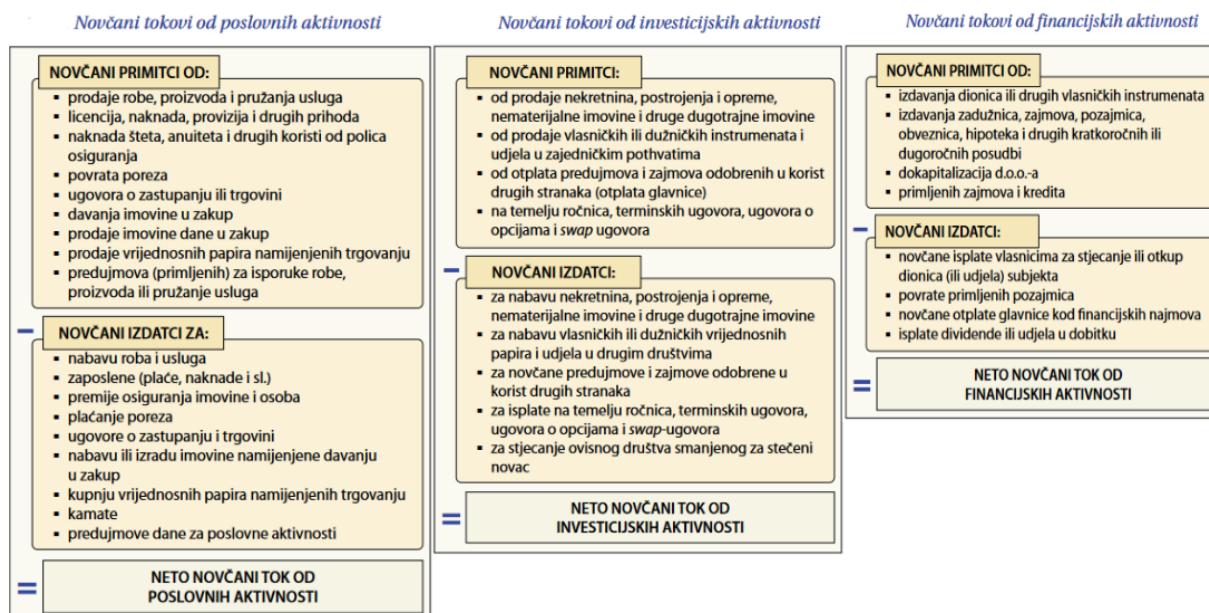 Novčani tokovi od poslovnih aktivnosti
NOVČANI PRIMITCI OD:
▪ prodaje robe, proizvoda i pružanja usluga
▪ licencija, naknada, provizija i drugih prihoda
▪ naknada šteta, anuiteta i drugih koristi od polica
osiguranja
▪ povrata poreza
▪ ugovora o zastupanju ili trgovini
▪ davanja imovine u zakup
▪ prodaje imovine dane u zakup
▪ prodaje vrijednosnih papira namijenjenih trgovanju
▪ predujmova (primljenih) za isporuke robe,
proizvoda ili pružanje usluga
–
NOVČANI IZDATCI ZA:
▪ nabavu roba i usluga
▪ zaposlene (plaće, naknade i sl.)
▪ premije osiguranja imovine i osoba
▪ plaćanje poreza
▪ ugovore o zastupanju i trgovini
▪ nabavu ili izradu imovine namijenjene davanju
u zakup
▪ kupnju vrijednosnih papira namijenjenih trgovanju
▪ kamate
▪ predujmove dane za poslovne aktivnosti
=
NETO NOVČANI TOK OD
POSLOVNIH AKTIVNOSTI
Novčani tokovi od investicijskih aktivnosti
NOVČANI PRIMITCI:
▪ od prodaje nekretnina, postrojenja i opreme,
nematerijalne imovine i druge dugotrajne imovine
▪ od prodaje vlasničkih ili dužničkih instrumenata i
udjela u zajedničkim pothvatima
▪ od otplata predujmova i zajmova odobrenih u korist
drugih stranaka (otplata glavnice)
▪ na temelju ročnica, terminskih ugovora, ugovora o
opcijama i swap ugovora
–
NOVČANI IZDATCI:
▪ za nabavu nekretnina, postrojenja i opreme,
nematerijalne imovine i druge dugotrajne imovine
▪ za nabavu vlasničkih ili dužničkih vrijednosnih
papira i udjela u drugim društvima
▪ za novčane predujmove i zajmove odobrene u
korist drugih stranaka
▪ za isplate na temelju ročnica, terminskih ugovora,
ugovora o opcijama i swap-ugovora
▪ za stjecanje ovisnog društva smanjenog za stečeni
novac
=
NETO NOVČANI TOK OD
INVESTICIJSKIH AKTIVNOSTI
Novčani tokovi od financijskih aktivnosti
NOVČANI PRIMITCI OD:
▪ izdavanja dionica ili drugih vlasničkih instrumenata
▪ izdavanja zadužnica, zajmova, pozajmica,
obveznica, hipoteka i drugih kratkoročnih ili
dugoročnih posudbi
▪ dokapitalizacija d.o.o.-a
▪ primljenih zajmova i kredita
–
NOVČANI IZDATCI:
▪ novčane isplate vlasnicima za stjecanje ili otkup
dionica (ili udjela) subjekta
▪ povrate primljenih pozajmica
▪ novčane otplate glavnice kod financijskih najmova
▪ isplate dividende ili udjela u dobitku
=
NETO NOVČANI TOK OD
FINANCIJSKIH AKTIVNOSTI